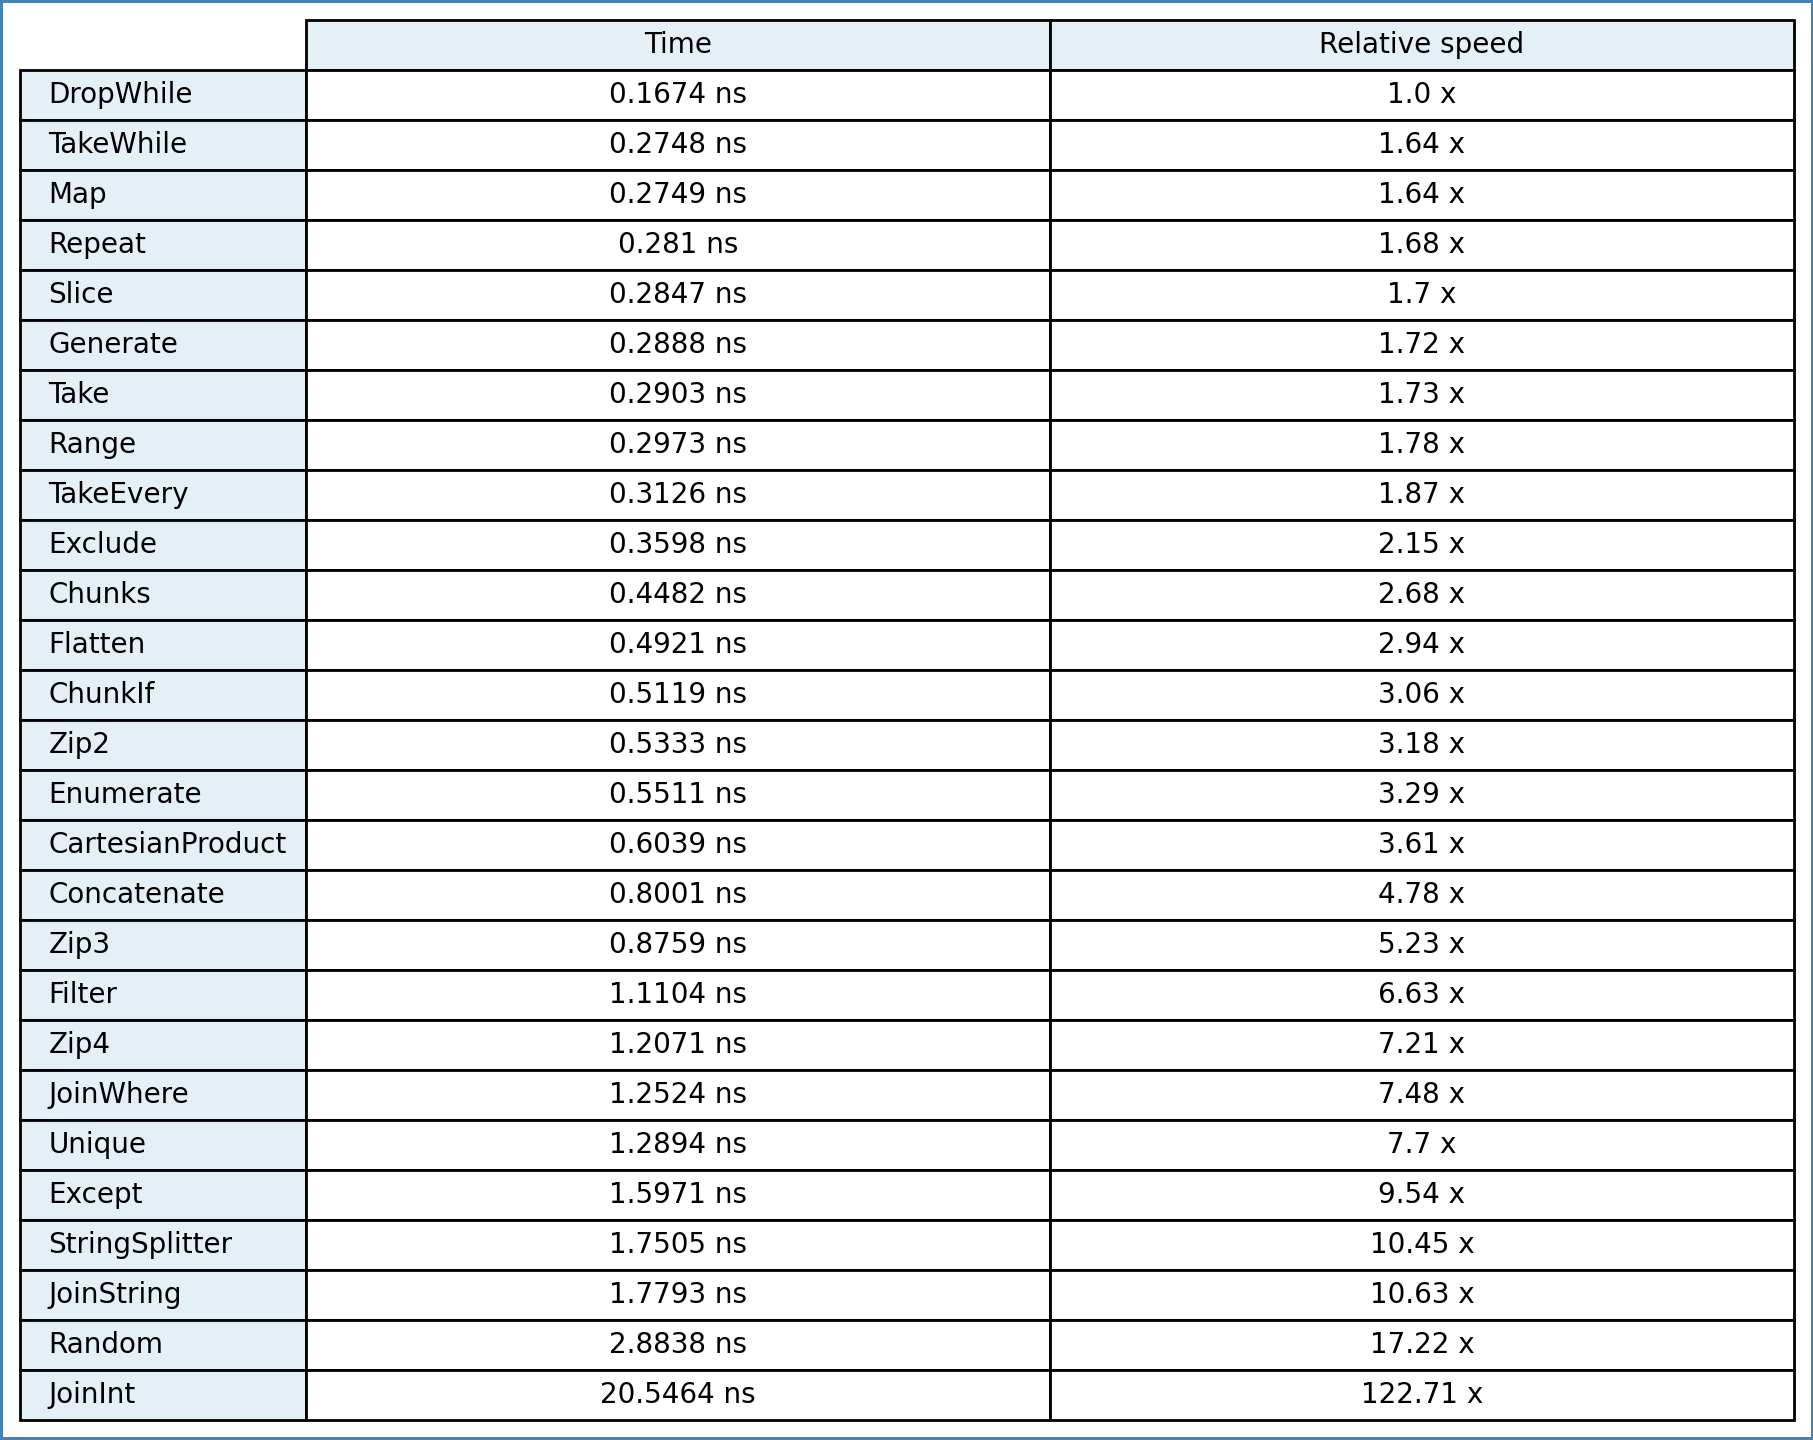 Time Relative speed
DropWhile 0.1674 ns 1.0 x
TakeWhile 0.2748 ns 1.64 x
Map 0.2749 ns 1.64 x
Repeat 0.281 ns 1.68 x
Slice 0.2847 ns 1.7 x
Generate 0.2888 ns 1.72 x
Take 0.2903 ns 1.73 x
Range 0.2973 ns 1.78 x
TakeEvery 0.3126 ns 1.87 x
Exclude 0.3598 ns 2.15 x
Chunks 0.4482 ns 2.68 x
Flatten 0.4921 ns 2.94 x
ChunkIf 0.5119 ns 3.06 x
Zip2 0.5333 ns 3.18 x
Enumerate 0.5511 ns 3.29 x
CartesianProduct 0.6039 ns 3.61 x
Concatenate 0.8001 ns 4.78 x
Zip3 0.8759 ns 5.23 x
Filter 1.1104 ns 6.63 x
Zip4 1.2071 ns 7.21 x
JoinWhere 1.2524 ns 7.48 x
Unique 1.2894 ns 7.7 x
Except 1.5971 ns 9.54 x
StringSplitter 1.7505 ns 10.45 x
JoinString 1.7793 ns 10.63 x
Random 2.8838 ns 17.22 x
JoinInt 20.5464 ns 122.71 x